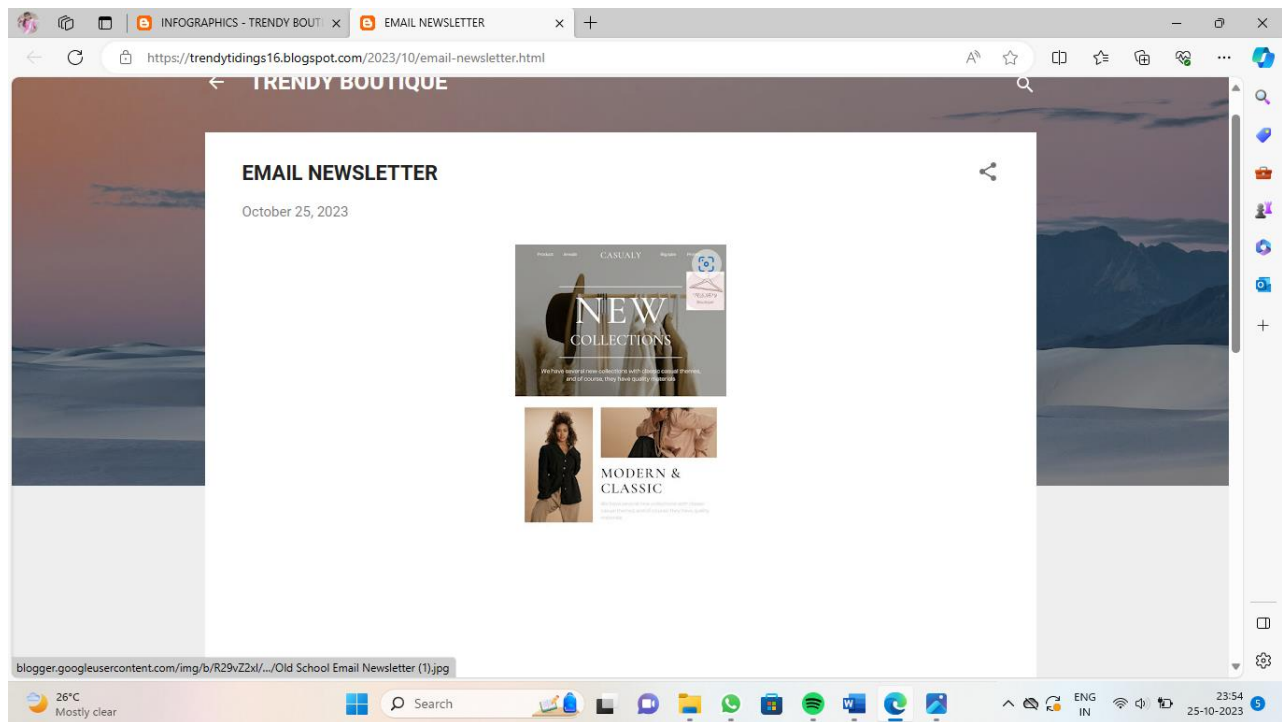 INFOGRAPHICS - TRENDY BOUTI
EMAIL NEWSLETTER
https://trendytidings16.blogspot.com/2023/10/email-newsletter.html
TRENDY BOUTIQUE
EMAIL NEWSLETTER
October 25, 2023
CASUALY
NEW
COLLECTIONS
We have several new collections with classic casual themes,
and of course, they have quality materials
MODERN &
CLASSIC
blogger.googleusercontent.com/img/b/R29vZ2xl/.../Old School Email Newsletter (1).jpg
26°C
Mostly clear
Search
ENG
IN
23:54
25-10-2023
5